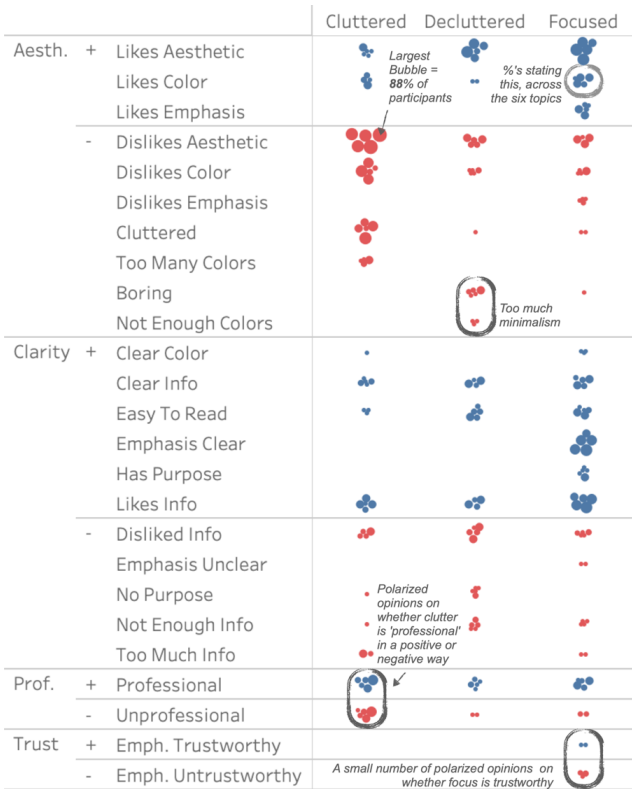 Cluttered Decluttered Focused
Aesth. + Likes Aesthetic
Likes Color
Likes Emphasis
Largest
Bubble =
88% of
participants
%'s stating
this, across
the six topics
- Dislikes Aesthetic
Dislikes Color
Dislikes Emphasis
Cluttered
Too Many Colors
Boring
Not Enough Colors
Too much
minimalism
Clarity + Clear Color
Clear Info
Easy To Read
Emphasis Clear
Has Purpose
Likes Info
- Disliked Info
Emphasis Unclear
No Purpose
Not Enough Info
Too Much Info
Polarized
opinions on
whether clutter
is 'professional'
in a positive or
negative way
Prof. + Professional
- Unprofessional
Trust + Emph. Trustworthy
- Emph. Untrustworthy
A small number of polarized opinions on
whether focus is trustworthy